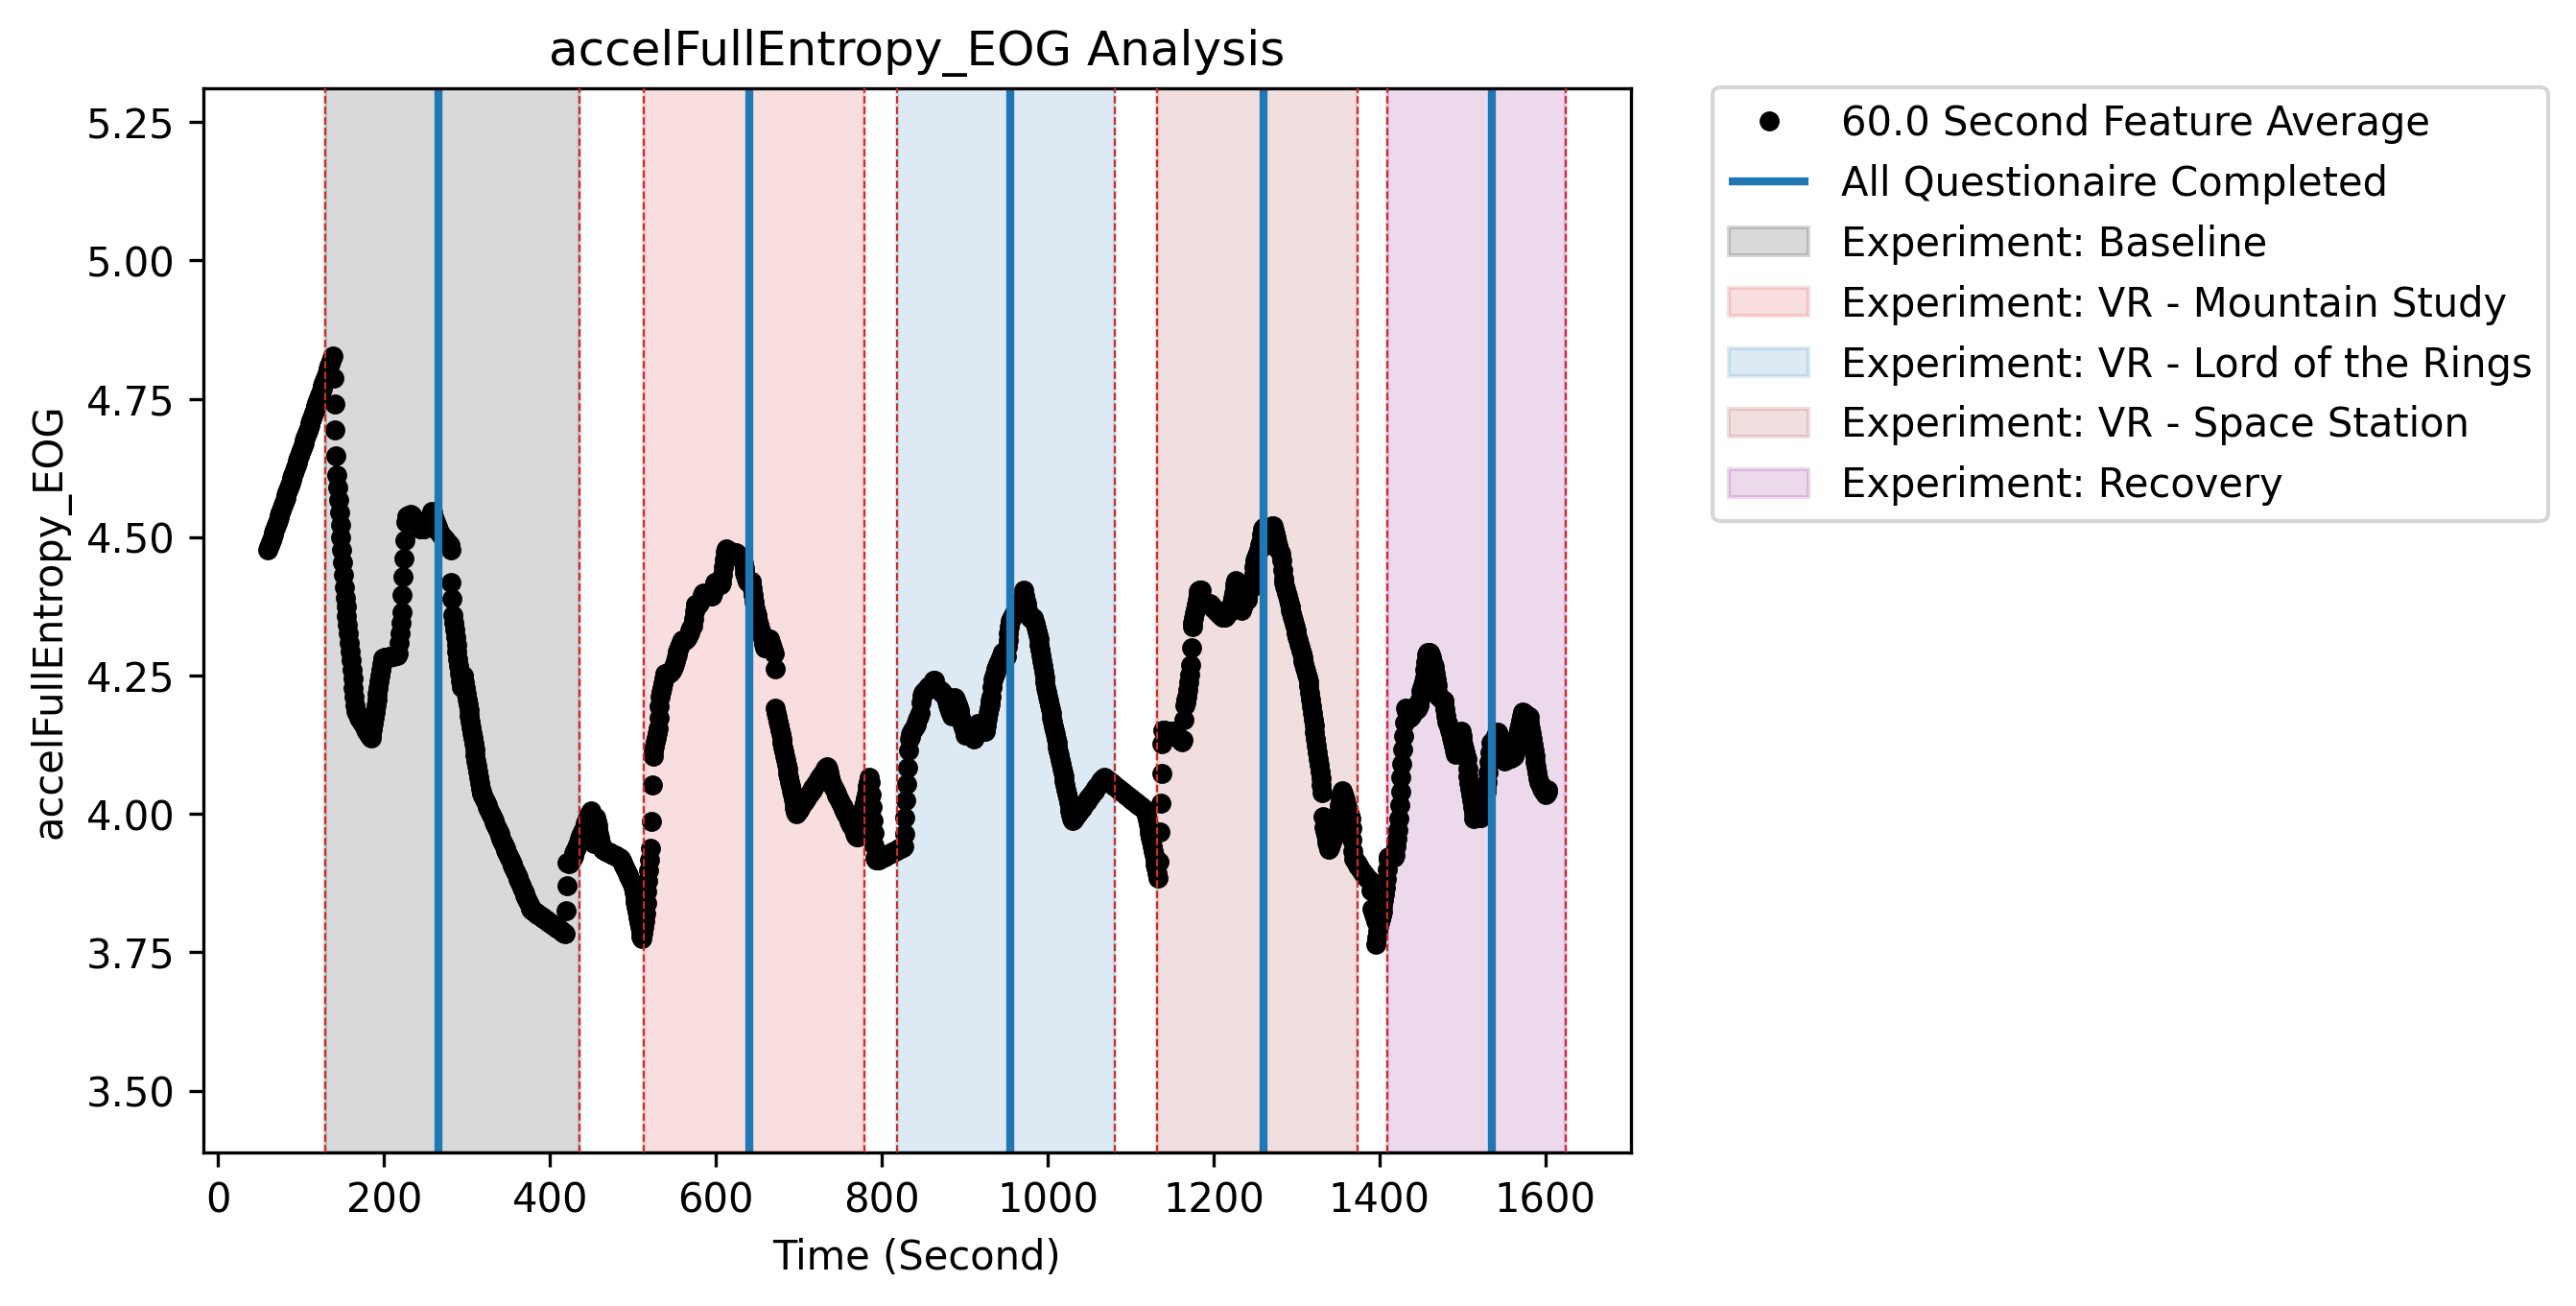 accelFullEntropy_EOG Analysis
accelFullEntropy_EOG
5.25
5.00
4.75
4.50
4.25
4.00
3.75
3.50
0 200 400 600 800 1000 1200 1400 1600
Time (Second)
60.0 Second Feature Average
All Questionaire Completed
Experiment: Baseline
Experiment: VR - Mountain Study
Experiment: VR - Lord of the Rings
Experiment: VR - Space Station
Experiment: Recovery